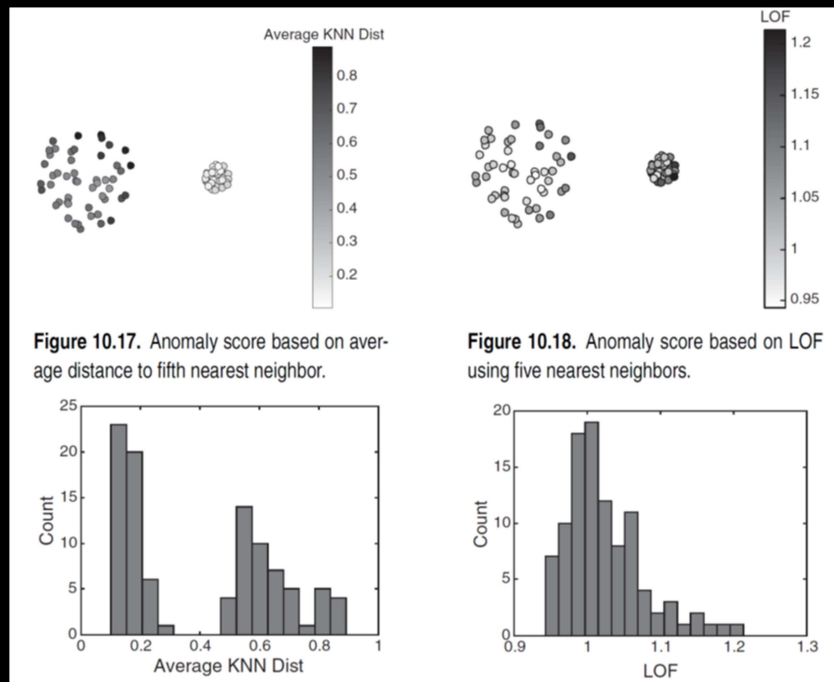 Average KNN Dist
0.8
0.7
0.6
0.5
0.4
0.3
0.2
Figure 10.17. Anomaly score based on aver-
age distance to fifth nearest neighbor.
LOF
1.2
1.15
1.1
1.05
1
0.95
Figure 10.18. Anomaly score based on LOF
using five nearest neighbors.
25
20
15
10
5
0
Count
0 0.2 0.4 0.6 0.8 1
Average KNN Dist
20
15
10
5
0
Count
0.9 1 1.1 1.2 1.3
LOF